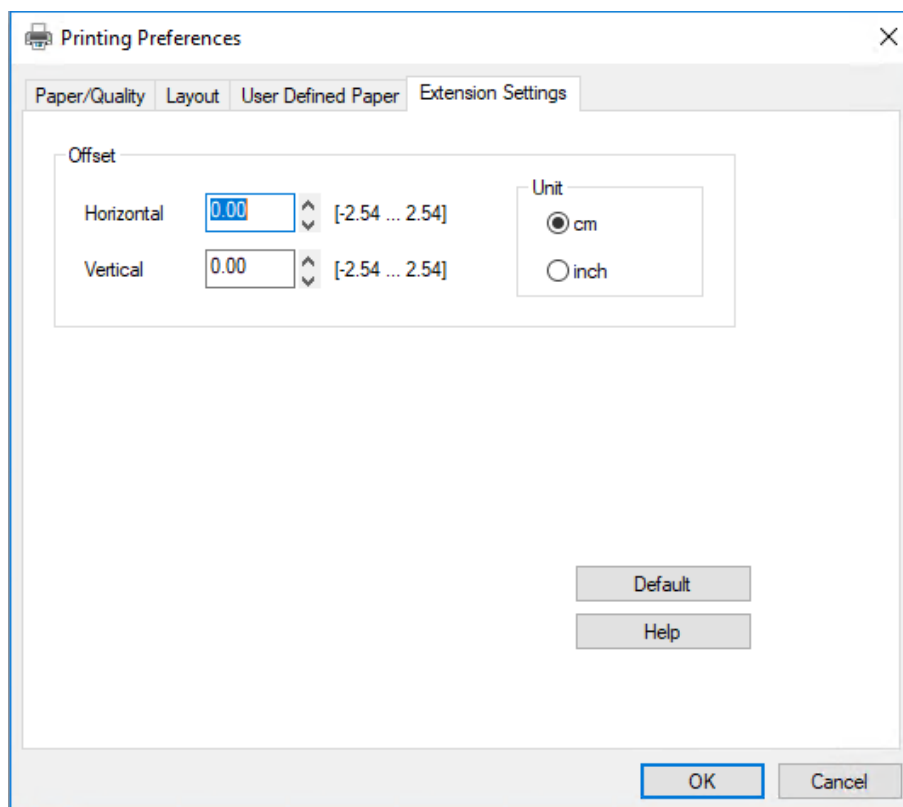 Printing Preferences
Paper/Quality Layout User Defined Paper Extension Settings
Offset
Unit
Horizontal 0.00 [-2.54 ... 2.54]
cm
Vertical 0.00 [-2.54 ... 2.54]
inch
Default
Help
OK Cancel